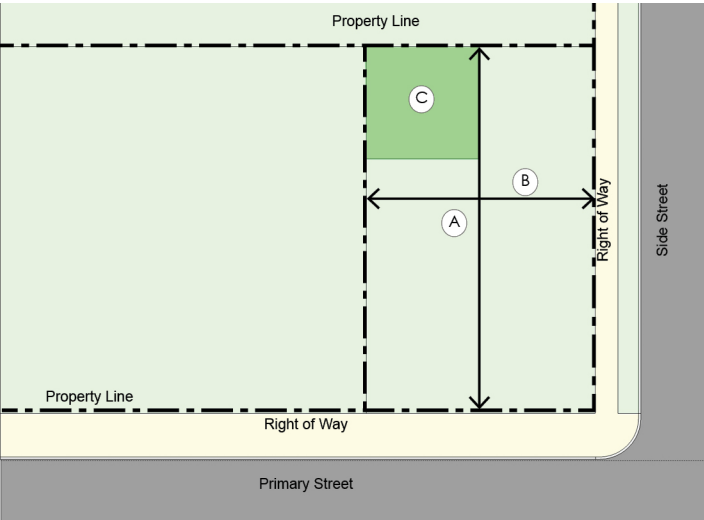 Property Line
C
B
A
Right of Way
Side Street
Property Line
Right of Way
Primary Street